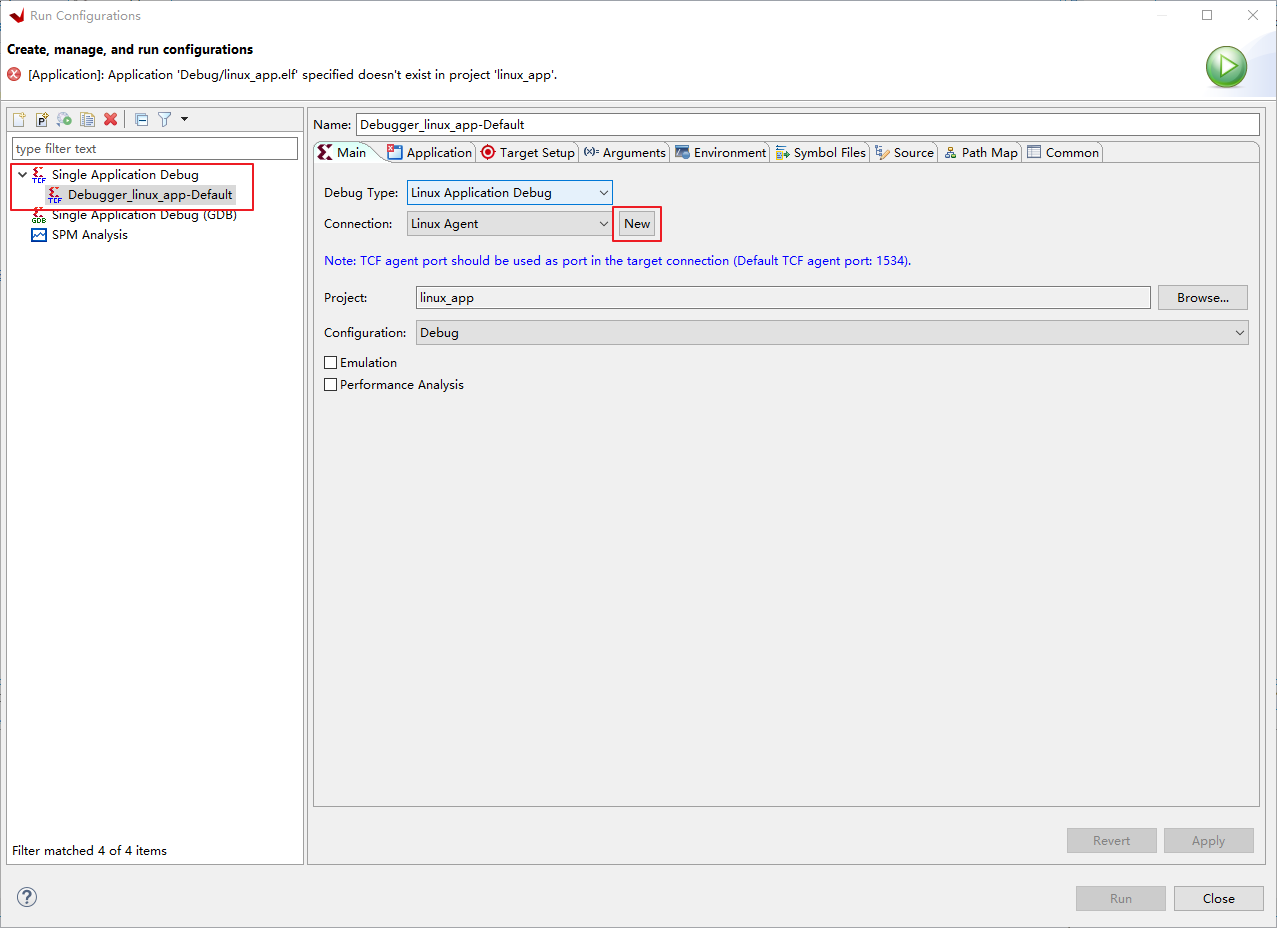 Run Configurations
Create, manage, and run configurations
[Application]: Application 'Debug/linux_app.elf' specified doesn't exist in project 'linux_app'.
type filter text
Single Application Debug
Debugger_linux_app-Default
Single Application Debug (GDB)
SPM Analysis
Filter matched 4 of 4 items
Name: Debugger_linux_app-Default
Main Application Target Setup (x)= Arguments Environment Symbol Files Source Path Map Common
Debug Type: Linux Application Debug
Connection: Linux Agent New
Note: TCF agent port should be used as port in the target connection (Default TCF agent port: 1534).
Project: linux_app Browse...
Configuration: Debug
Emulation
Performance Analysis
Revert Apply
Run Close